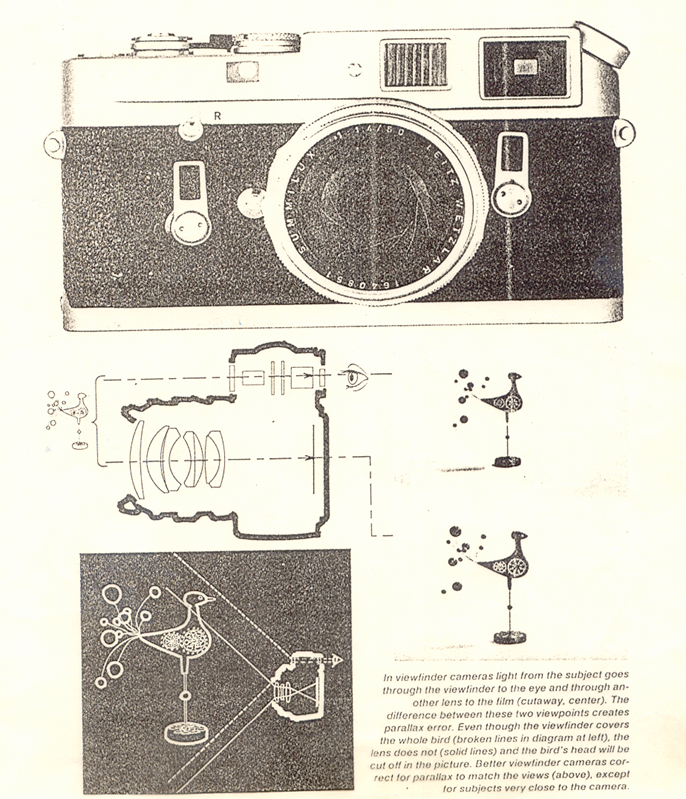 R
SUMMILUX 1:1.4/50 LEITZ WETZLAR
In viewfinder cameras light from the subject goes
through the viewfinder to the eye and through an-
other lens to the film (cutaway, center). The
difference between these two viewpoints creates
parallax error. Even though the viewfinder covers
the whole bird (broken lines in diagram at left), the
lens does not (solid lines) and the bird's head will be
cut off in the picture. Better viewfinder cameras cor-
rect for parallax to match the views (above), except
for subjects very close to the camera.